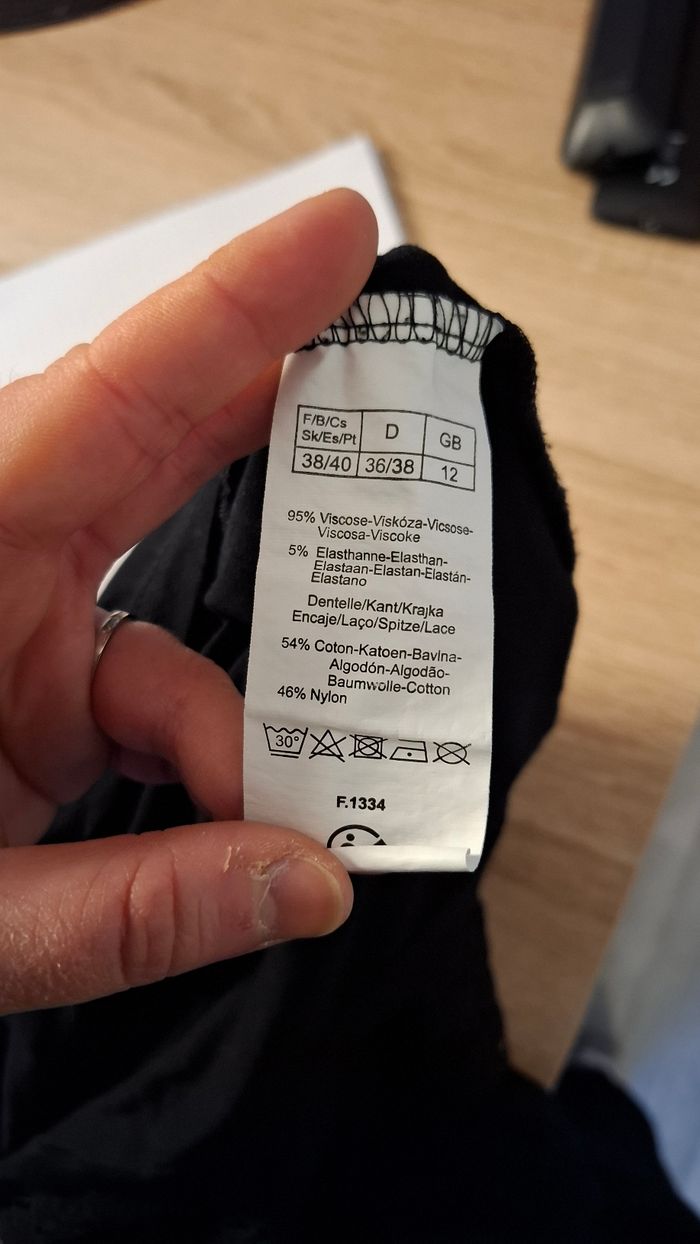 F/B/Cs
Sk/Es/Pt
D
GB
38/40
36/38
12
95% Viscose-Viskóza-Vicsose-
Viscosa-Viscoke
5% Elasthanne-Elasthan-
Elastaan-Elastan-Elastán-
Elastano
Dentelle/Kant/Krajka
Encaje/Laço/Spitze/Lace
54% Coton-Katoen-Bavlna-
Algodón-Algodão-
Baumwolle-Cotton
46% Nylon
30°
F.1334